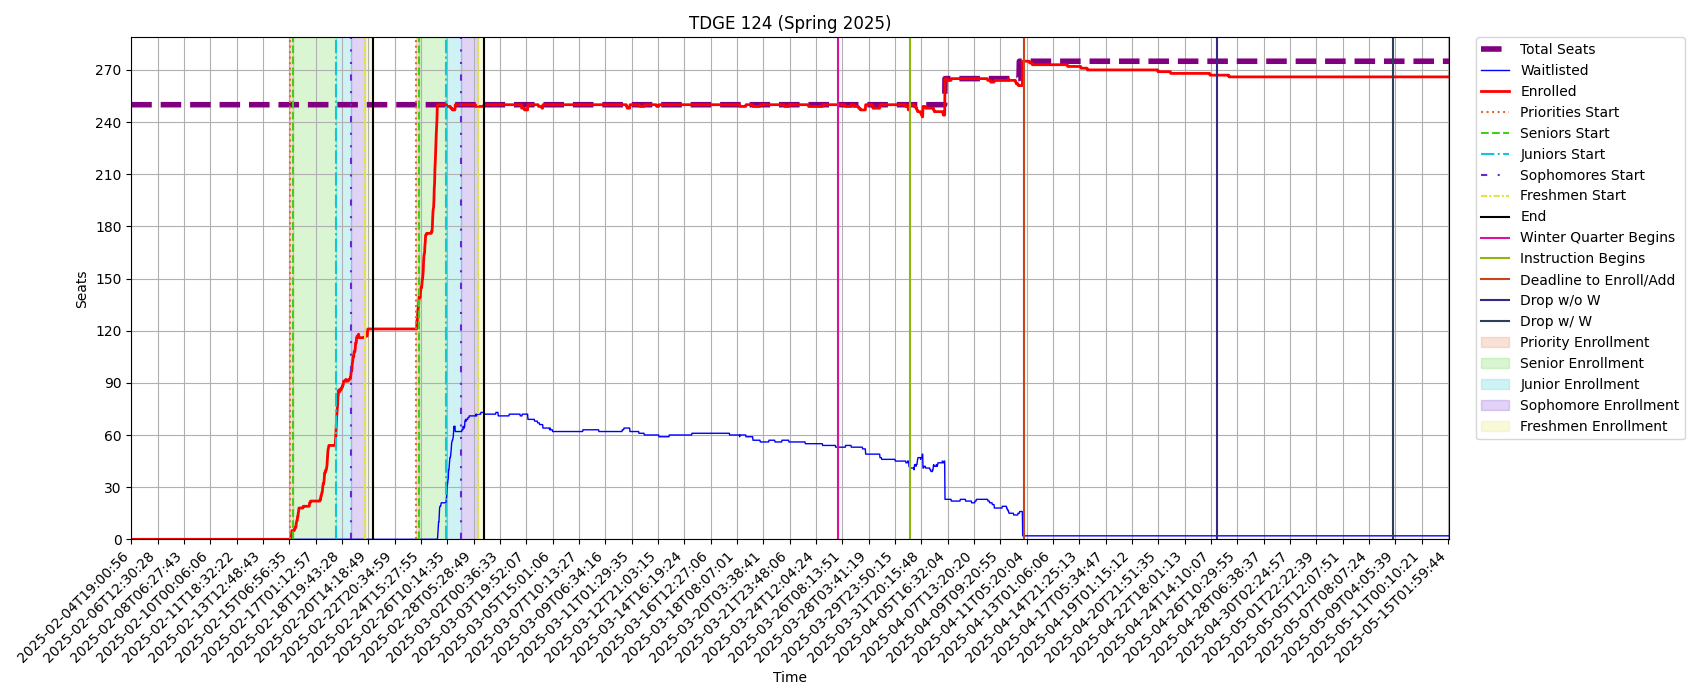 TDGE 124 (Spring 2025)
Seats
270
240
210
180
150
120
90
60
30
0
2025-02-04T19:00:56
2025-02-06T12:30:28
2025-02-08T06:27:43
2025-02-10T00:06:06
2025-02-11T18:32:22
2025-02-13T12:48:43
2025-02-15T06:56:35
2025-02-17T01:12:57
2025-02-18T19:43:28
2025-02-20T14:18:49
2025-02-22T20:34:59
2025-02-24T15:27:55
2025-02-26T10:14:35
2025-02-28T05:28:49
2025-03-02T00:36:33
2025-03-03T19:52:07
2025-03-05T15:01:06
2025-03-07T10:13:27
2025-03-09T06:34:16
2025-03-11T01:29:35
2025-03-12T21:03:15
2025-03-14T16:19:24
2025-03-16T12:27:06
2025-03-18T08:07:01
2025-03-20T03:38:41
2025-03-21T23:48:06
2025-03-24T12:04:24
2025-03-26T08:13:51
2025-03-28T03:41:19
2025-03-29T23:50:15
2025-03-31T20:15:48
2025-04-05T16:32:04
2025-04-07T13:20:20
2025-04-09T09:20:55
2025-04-11T05:20:04
2025-04-13T01:06:06
2025-04-14T21:25:13
2025-04-17T05:34:47
2025-04-19T01:15:12
2025-04-20T21:51:35
2025-04-22T18:01:13
2025-04-24T14:10:07
2025-04-26T10:29:55
2025-04-28T06:38:37
2025-04-30T02:24:57
2025-05-01T22:22:39
2025-05-05T12:07:51
2025-05-07T08:07:24
2025-05-09T04:05:39
2025-05-11T00:10:21
2025-05-15T01:59:44
Time
Total Seats
Waitlisted
Enrolled
Priorities Start
Seniors Start
Juniors Start
Sophomores Start
Freshmen Start
End
Winter Quarter Begins
Instruction Begins
Deadline to Enroll/Add
Drop w/o W
Drop w/ W
Priority Enrollment
Senior Enrollment
Junior Enrollment
Sophomore Enrollment
Freshmen Enrollment